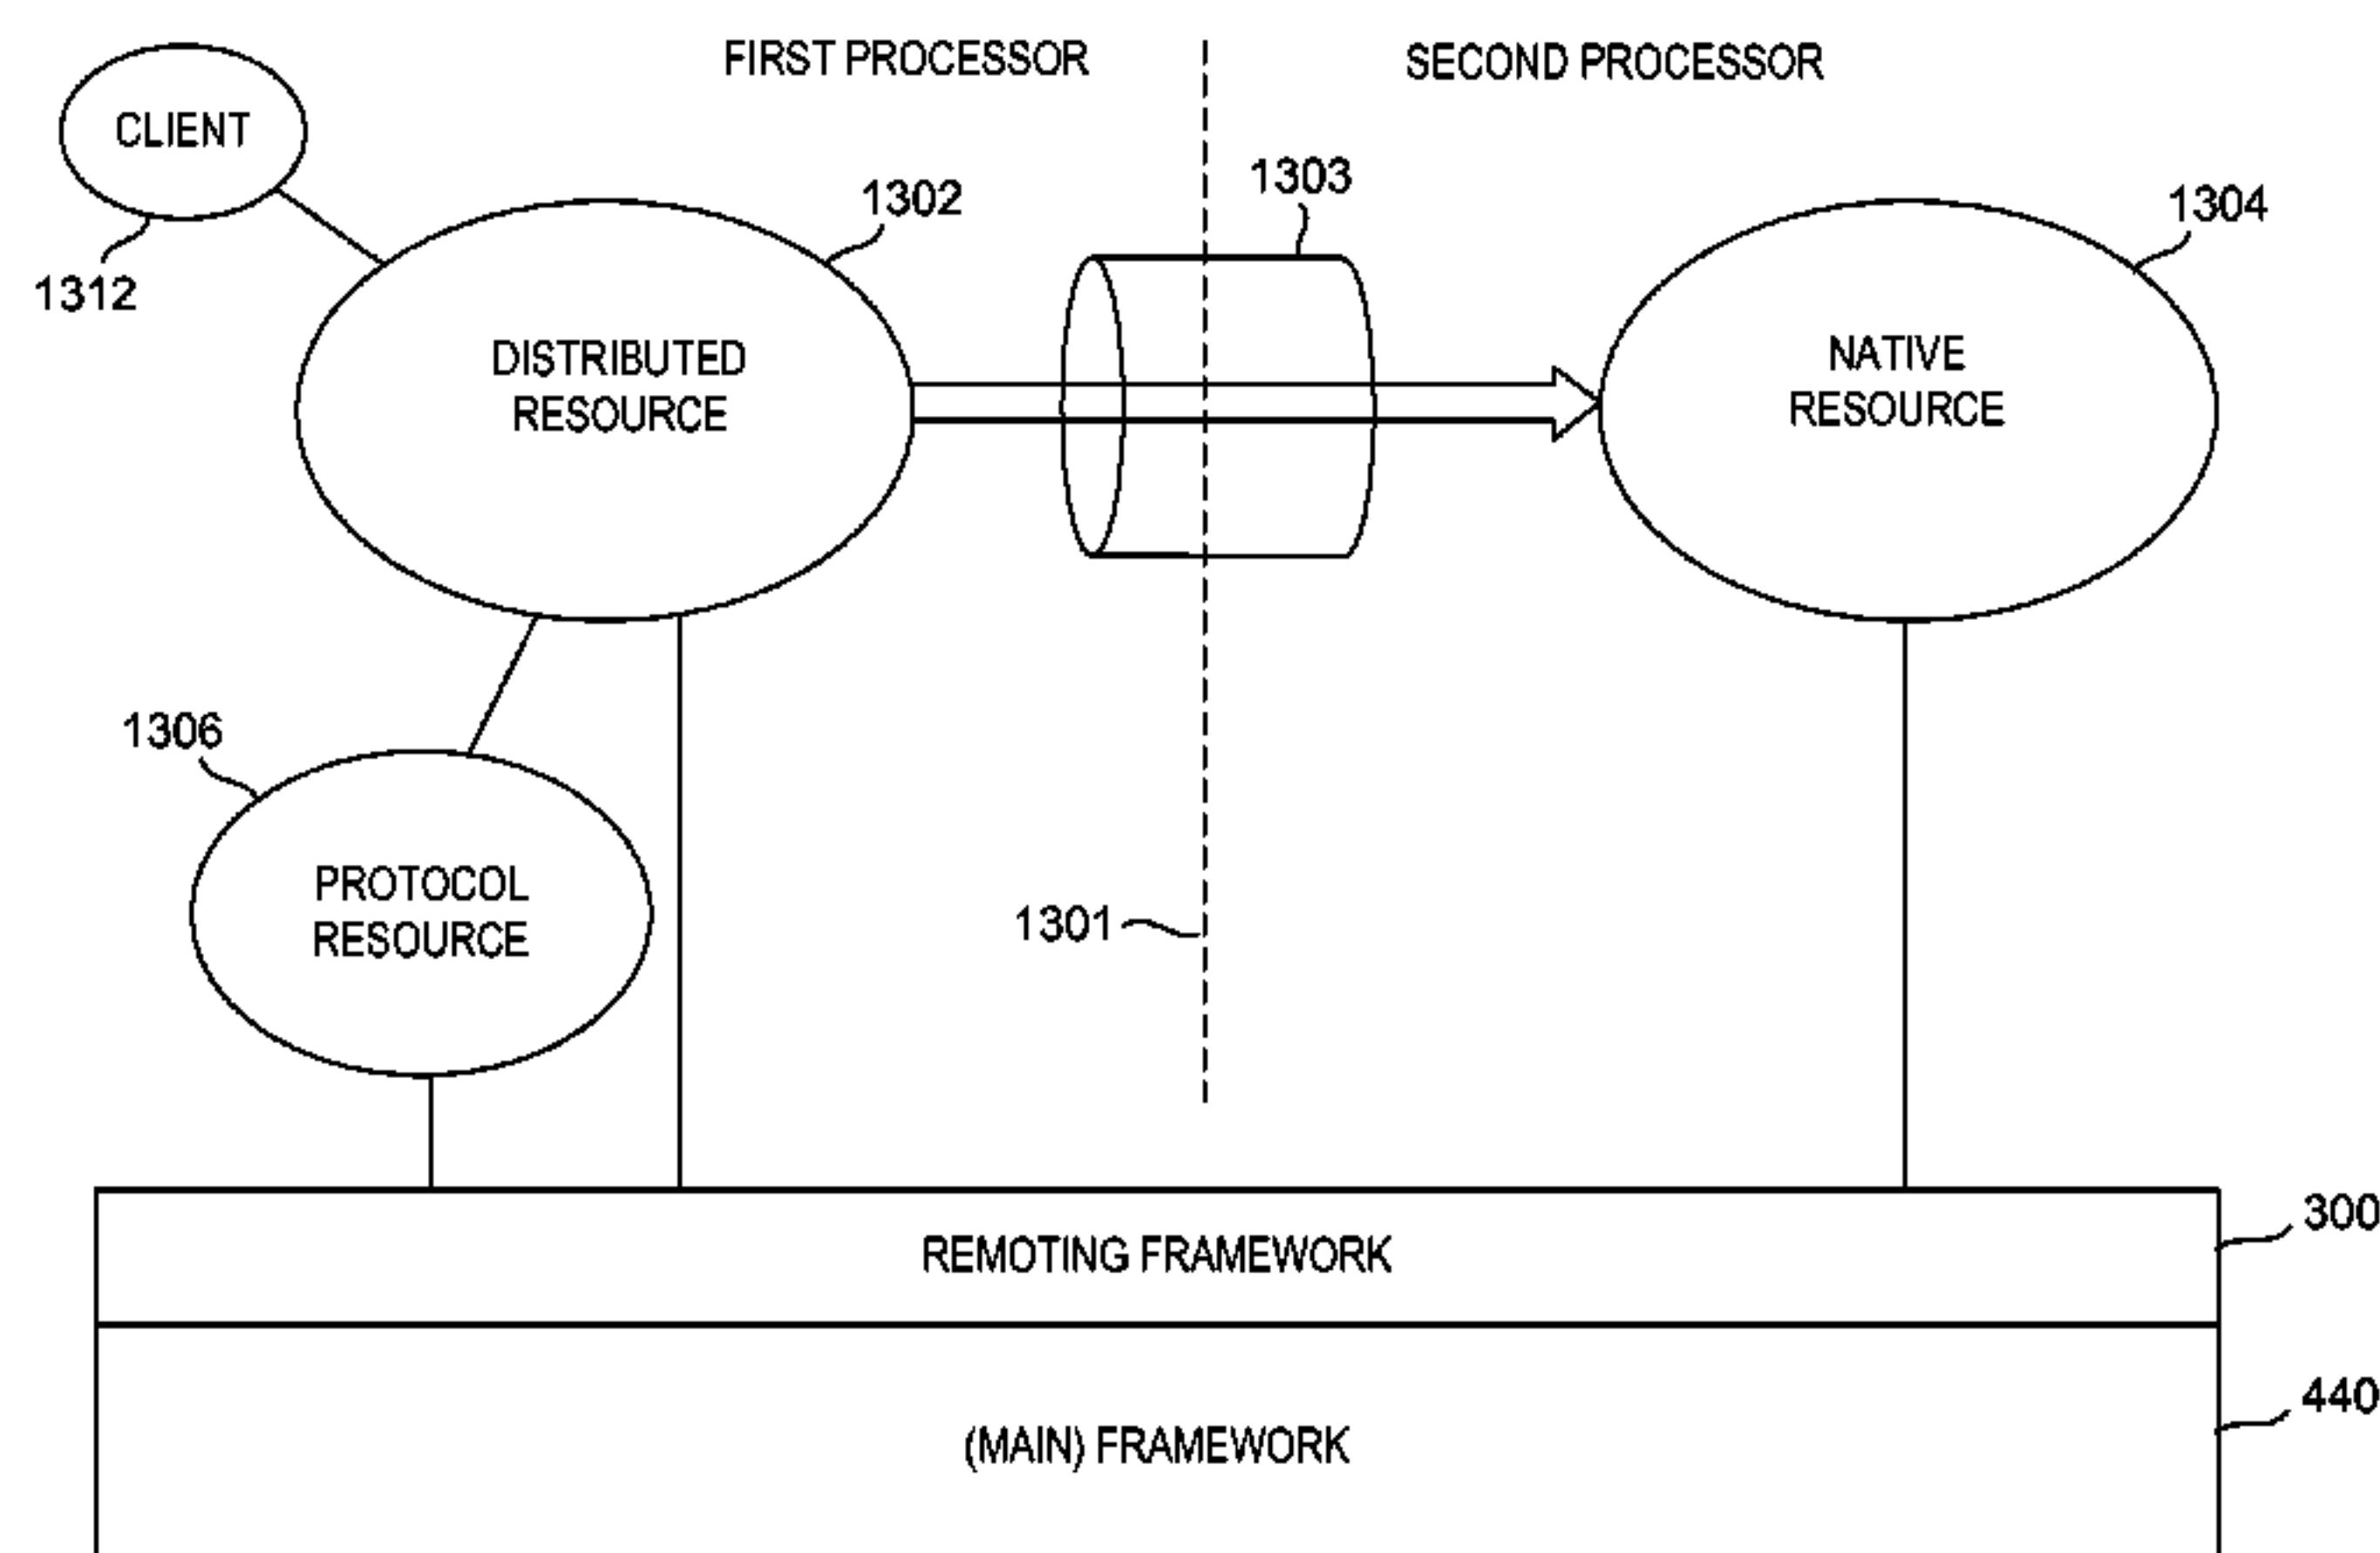 FIRST PROCESSOR
SECOND PROCESSOR
CLIENT
1312
1302
1303
1304
DISTRIBUTED
RESOURCE
NATIVE
RESOURCE
1306
PROTOCOL
RESOURCE
1301
REMOTING FRAMEWORK
300
(MAIN) FRAMEWORK
440